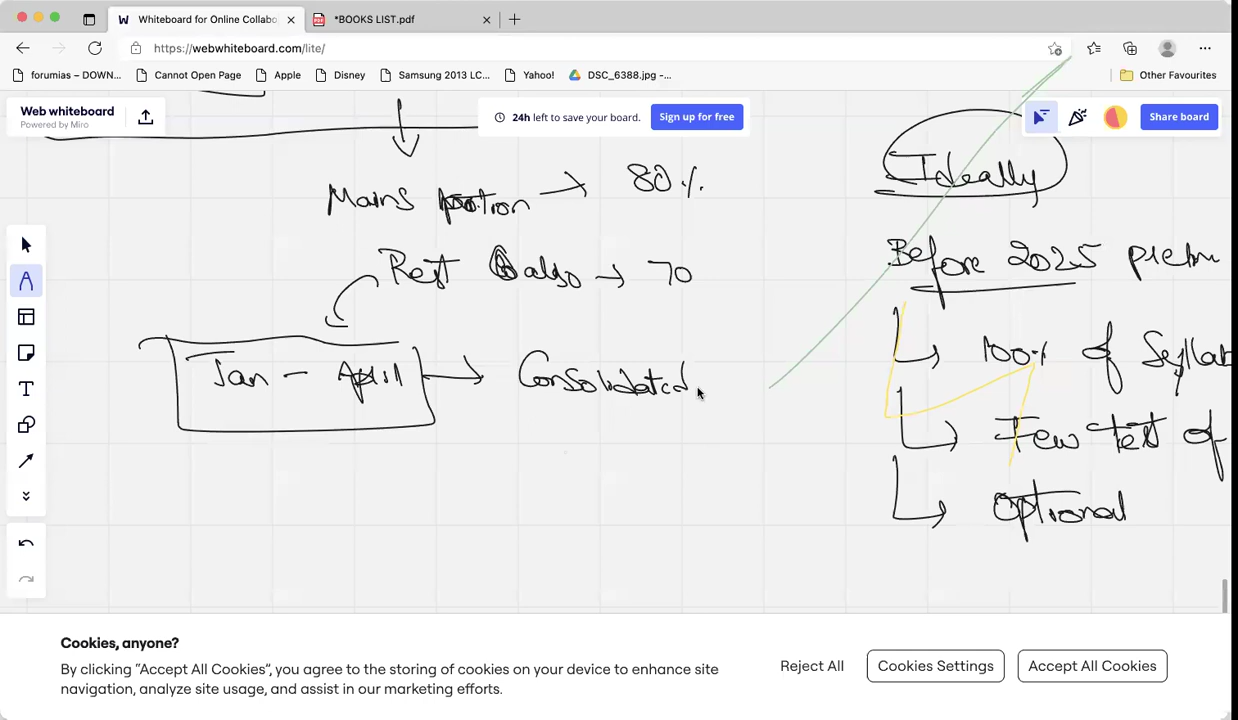 Whiteboard for Online Collabo
*BOOKS LIST.pdf
https://webwhiteboard.com/lite/
forumias – DOWN...
Cannot Open Page
Apple
Disney
Samsung 2013 LC...
Yahoo!
DSC_6388.jpg -...
Other Favourites
Web whiteboard
Powered by Miro
24h left to save your board.
Sign up for free
Share board
Mains portion → 80%
Rest also → 70
Jan - April → Consolidated
Ideally
Before 2025 prelim
100% of Syllab
Few test of
Optional
Cookies, anyone?
By clicking “Accept All Cookies”, you agree to the storing of cookies on your device to enhance site
navigation, analyze site usage, and assist in our marketing efforts.
Reject All
Cookies Settings
Accept All Cookies